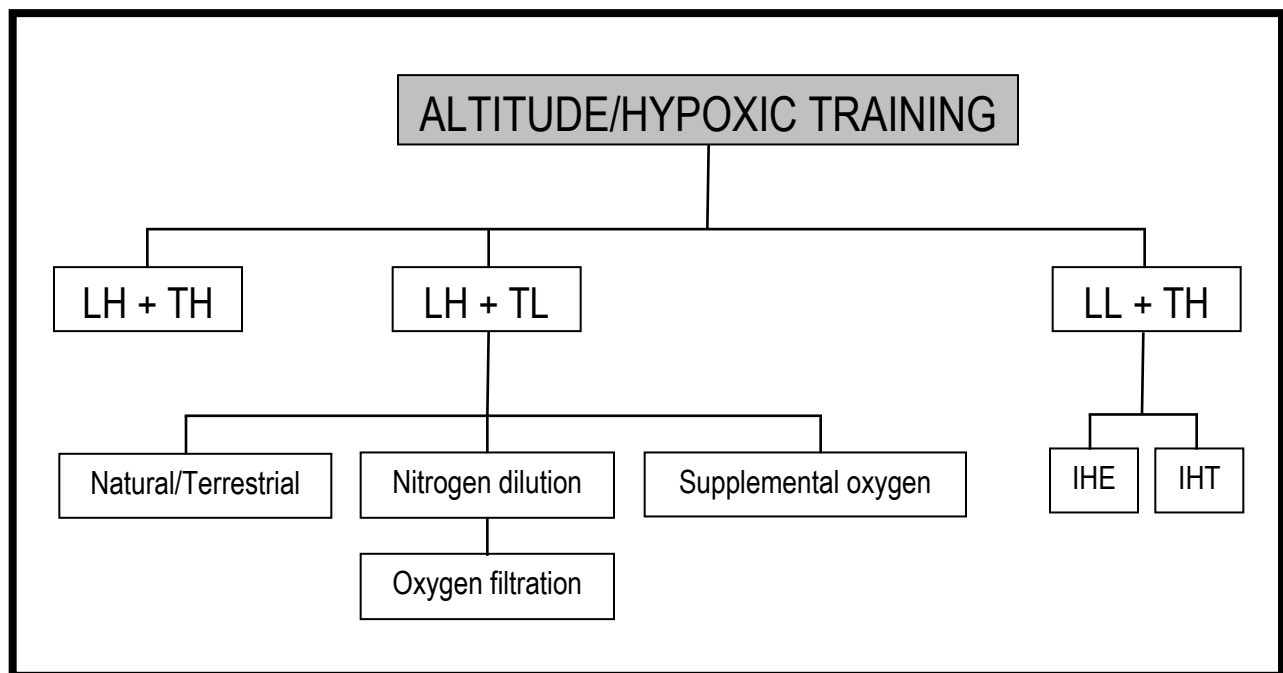 ALTITUDE/HYPOXIC TRAINING
LH + TH
LH + TL
LL + TH
Natural/Terrestrial
Nitrogen dilution
Supplemental oxygen
IHE
IHT
Oxygen filtration